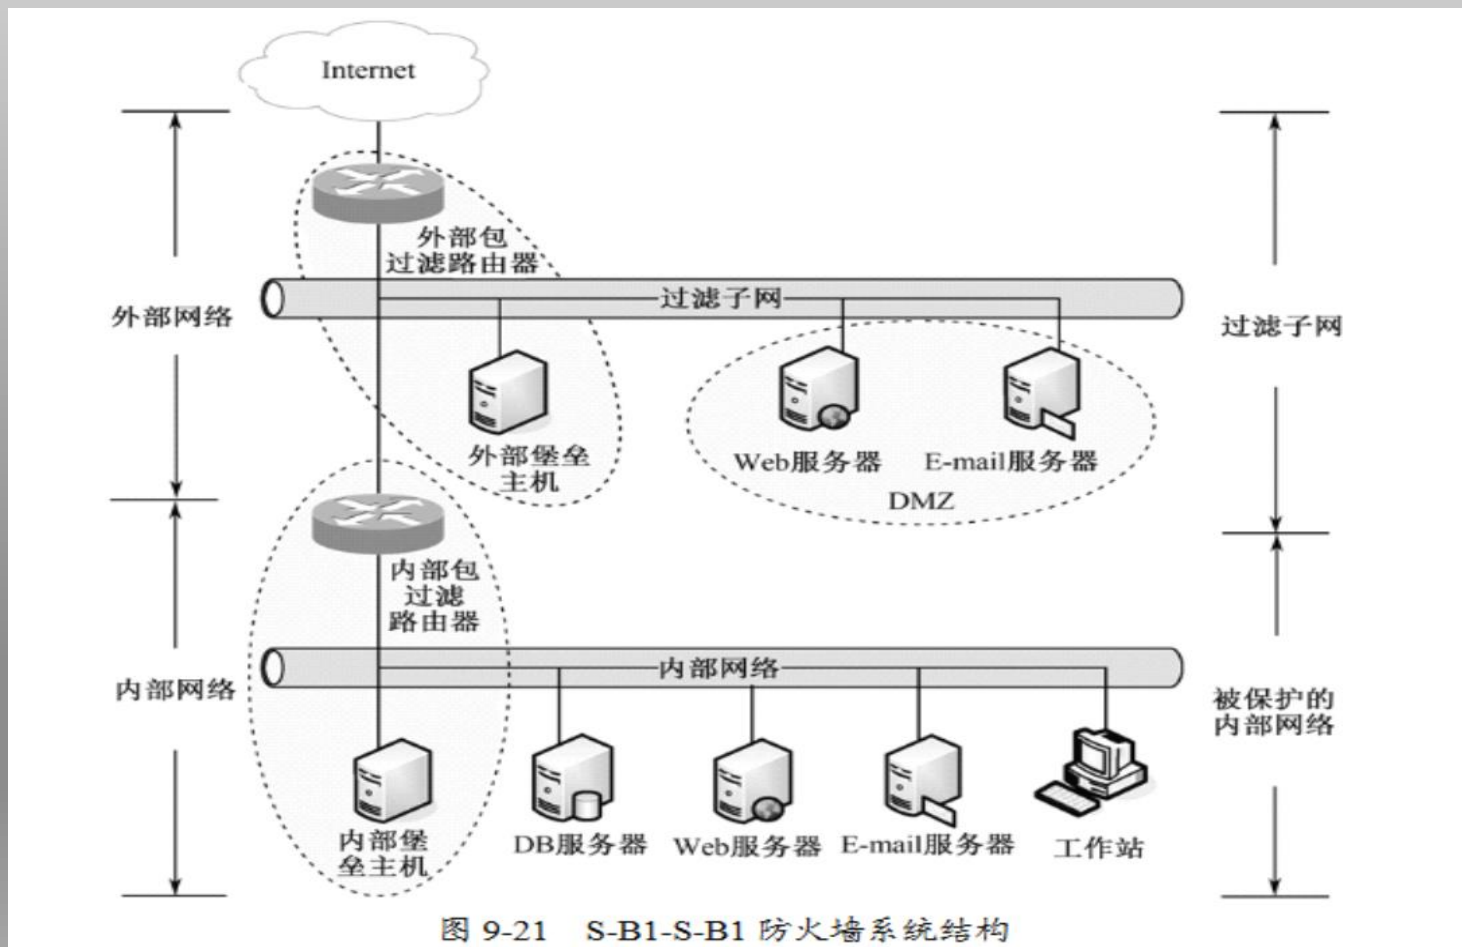 Internet
外部包
过滤路由器
过滤子网
外部网络
过滤子网
外部堡垒
主机
Web服务器
E-mail服务器
DMZ
内部包
过滤
路由器
内部网络
内部网络
被保护的
内部网络
内部堡
垒主机
DB服务器
Web服务器
E-mail服务器
工作站
图 9-21 S-B1-S-B1 防火墙系统结构